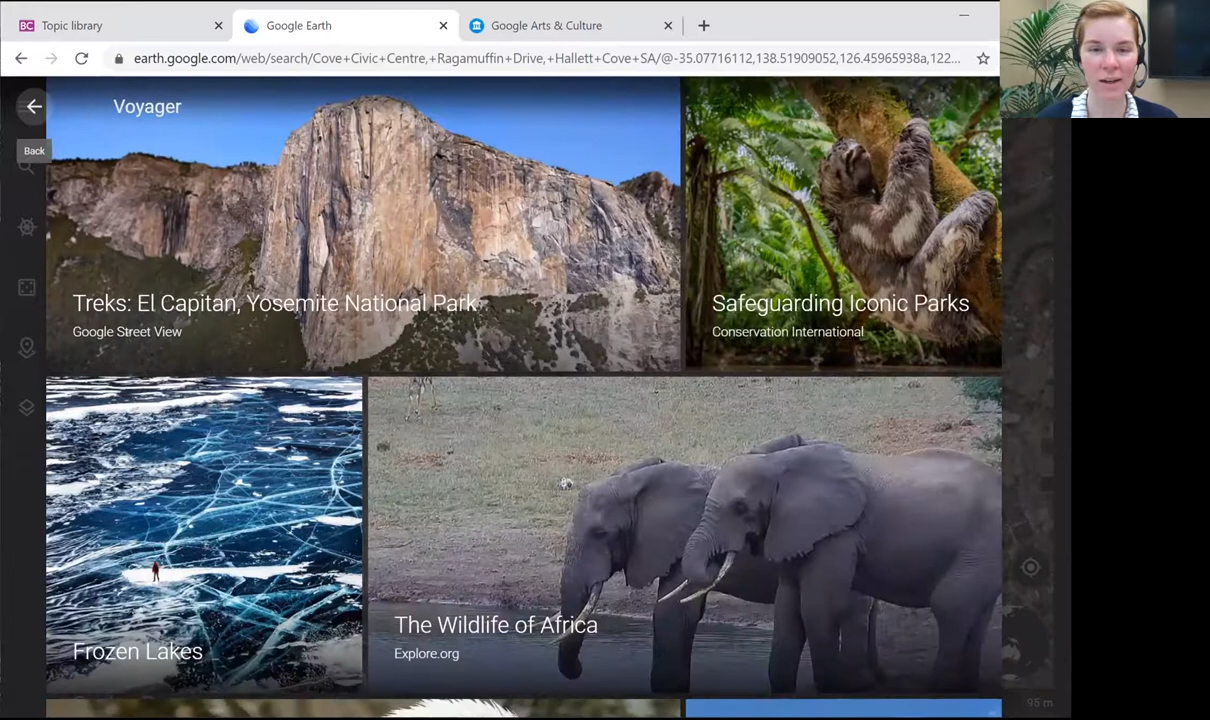 BC Topic library
Google Earth
Google Arts & Culture
earth.google.com/web/search/Cove+Civic+Centre,+Ragamuffin+Drive,+Hallett+Cove+SA/@-35.07716112,138.51909052,126.45965938a,122...
Voyager
Back
Treks: El Capitan, Yosemite National Park
Google Street View
Safeguarding Iconic Parks
Conservation International
The Wildlife of Africa
Explore.org
Frozen Lakes
95 m